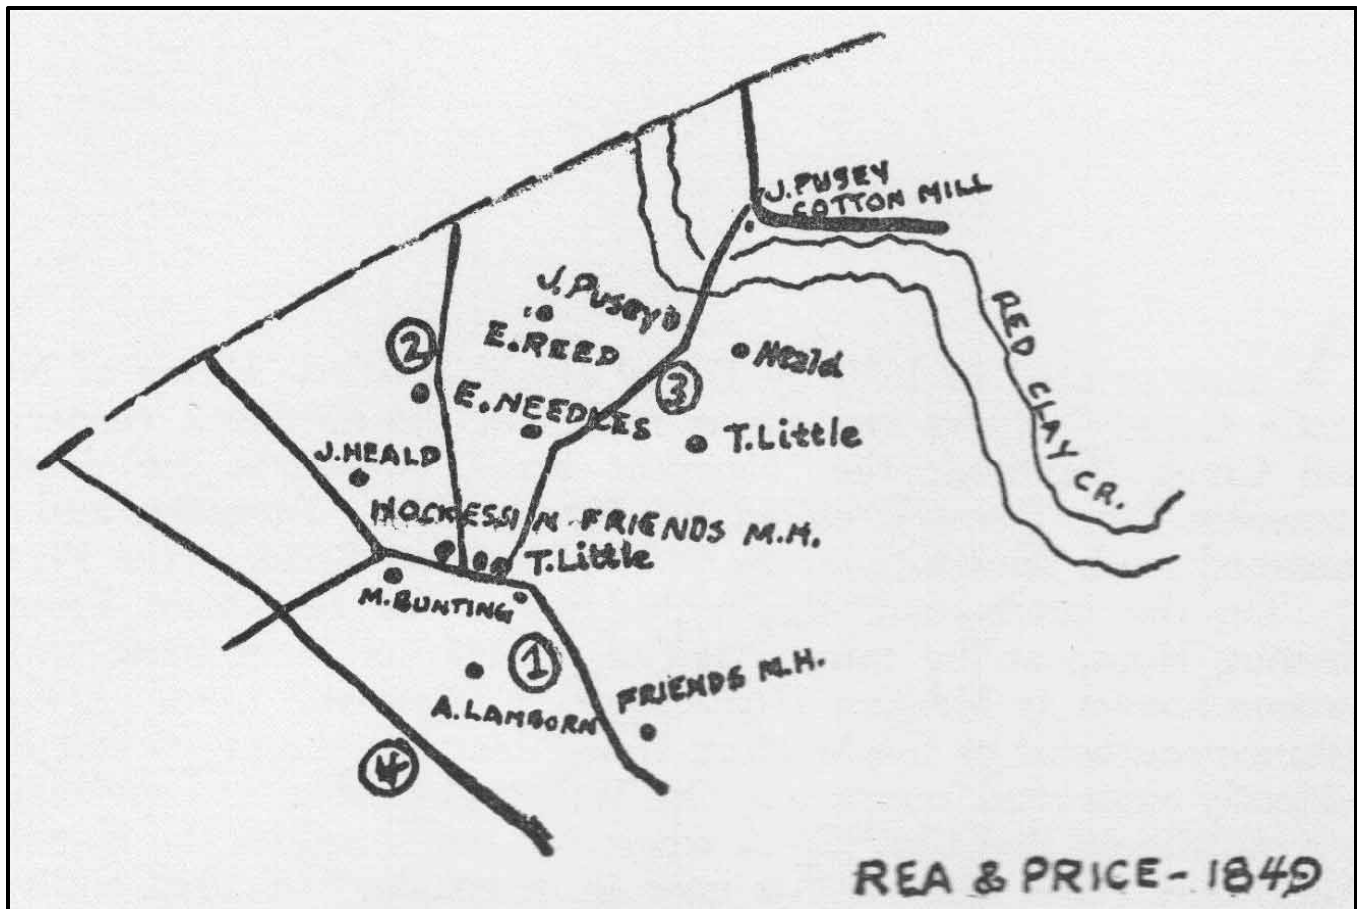 J. PUSEY
COTTON MILL
J. Pusey
E. REED
2
Heald
3
E. NEEDLES
T. Little
RED CLAY CR.
J. HEALD
HOCKESSIN FRIENDS M.H.
T. Little
M. BUNTING
1
FRIENDS M.H.
A. LAMBORN
4
REA & PRICE - 1849